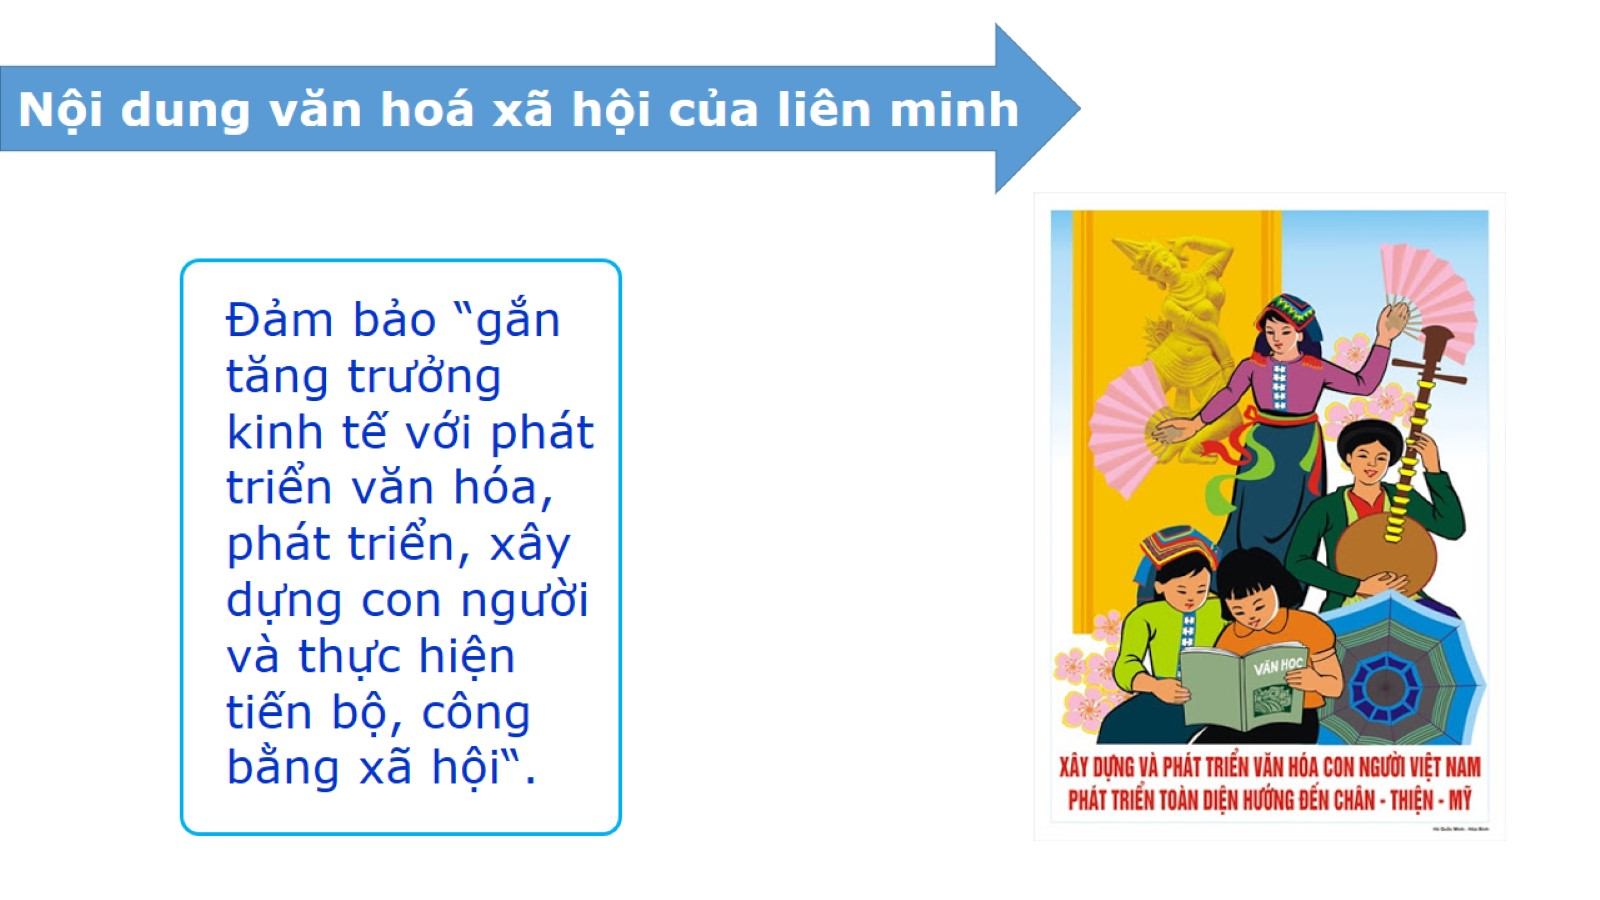 Nội dung văn hoá xã hội của liên minh
Đảm bảo “gắn
tăng trưởng
kinh tế với phát
triển văn hóa,
phát triển, xây
dựng con người
và thực hiện
tiến bộ, công
bằng xã hội“.
VĂN HỌC
XÂY DỰNG VÀ PHÁT TRIỂN VĂN HÓA CON NGƯỜI VIỆT NAM
PHÁT TRIỂN TOÀN DIỆN HƯỚNG ĐẾN CHÂN - THIỆN - MỸ